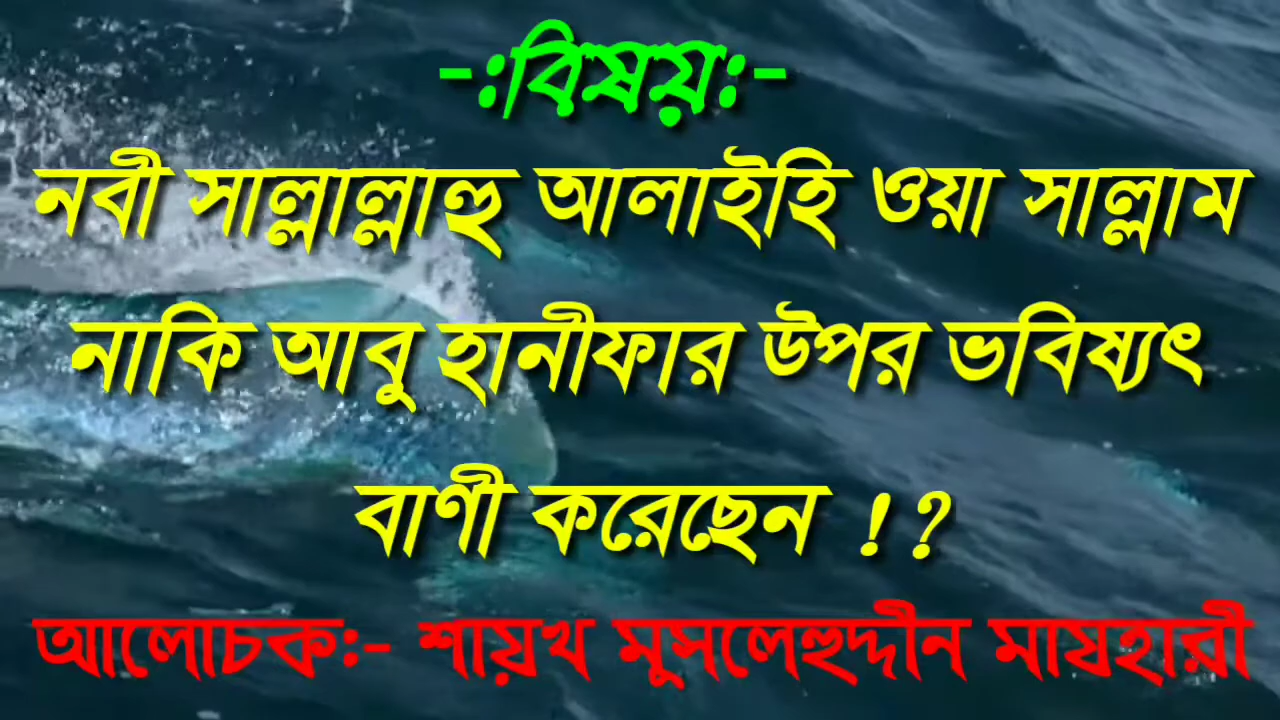 -:বিষয়:-
নবী সাল্লাল্লাহু আলাইহি ওয়া সাল্লাম
নাকি আবু হানীফার উপর ভবিষ্যৎ
বাণী করেছেন !?
আলোচক:- শায়খ মুসলেহুদ্দীন মাযহারী